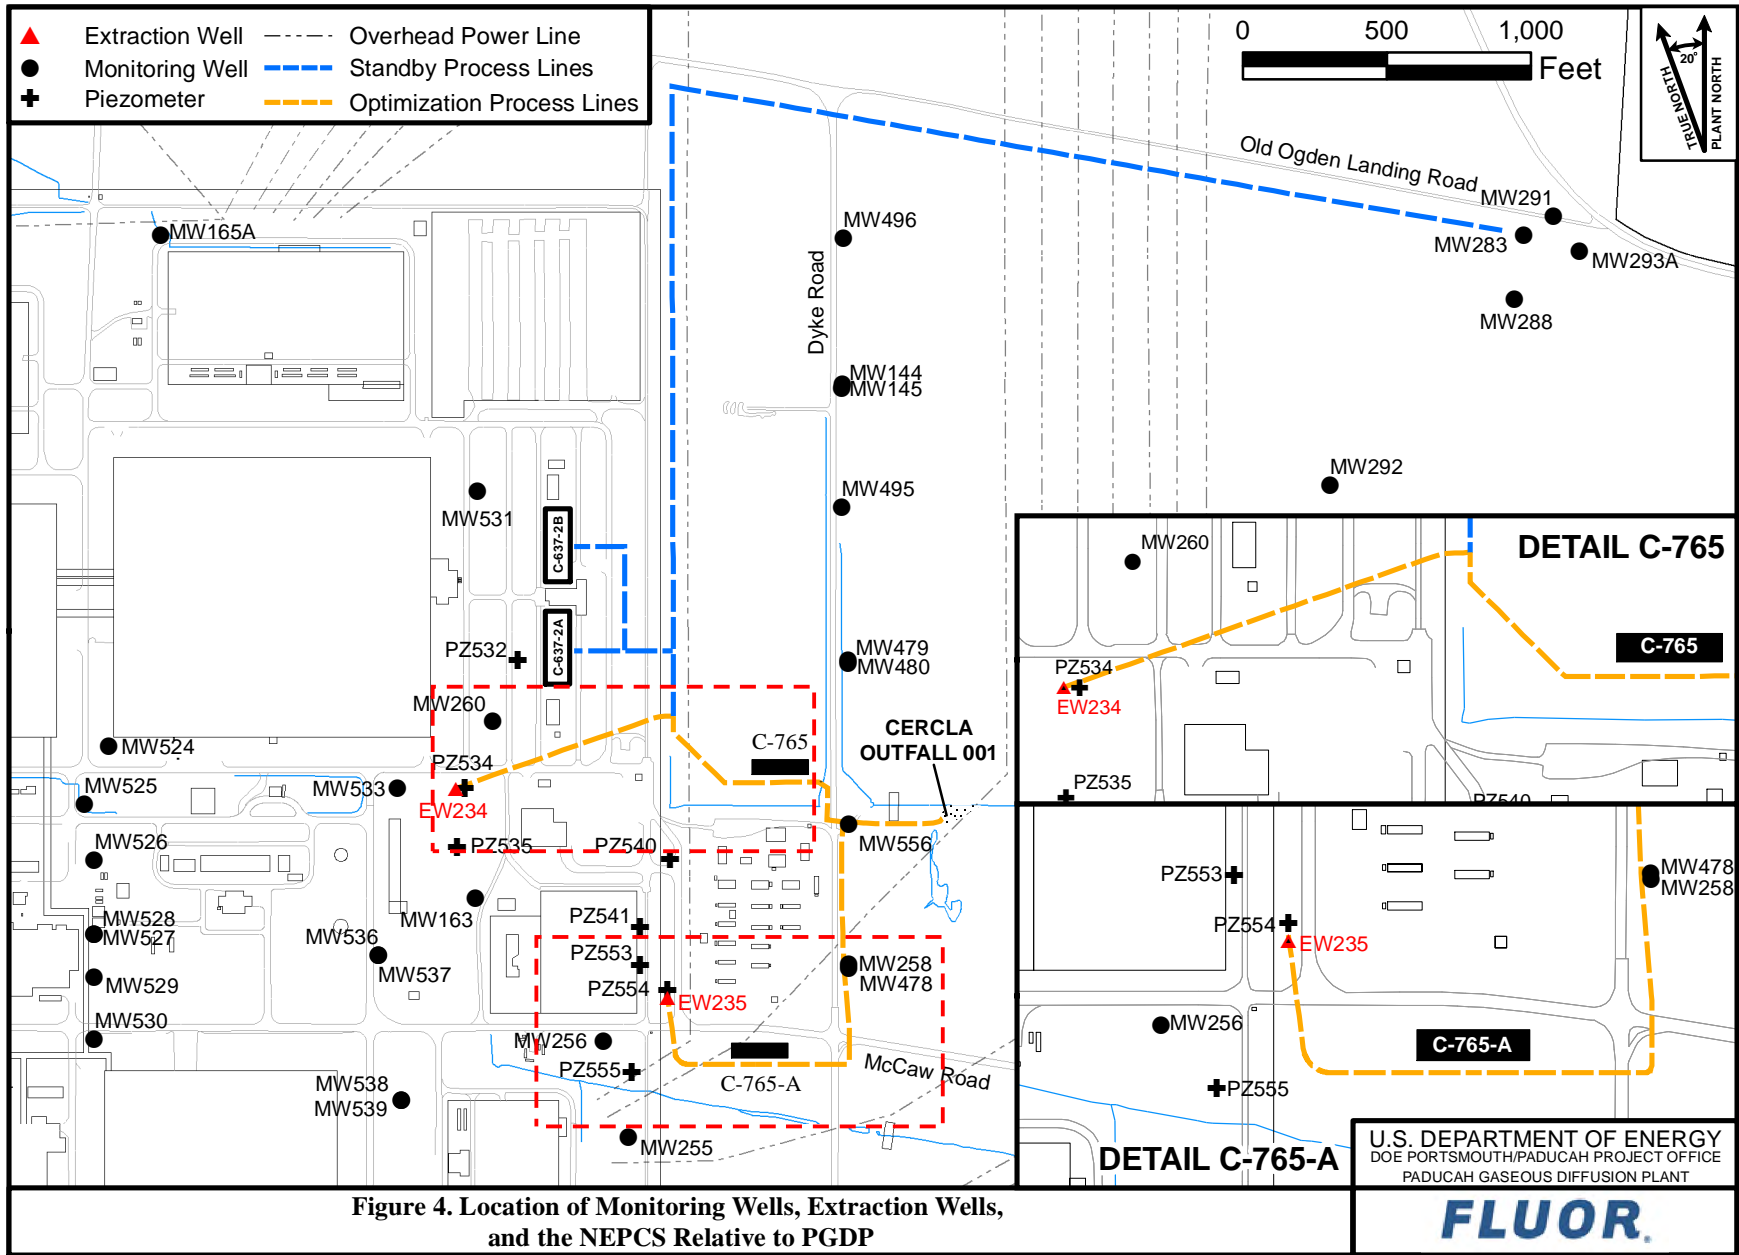 Extraction Well
Overhead Power Line
Monitoring Well
Standby Process Lines
Piezometer
Optimization Process Lines
0 500 1,000
Feet
20°
TRUE NORTH
PLANT NORTH
Old Ogden Landing Road
MW291
MW283
MW293A
MW288
MW165A
MW496
Dyke Road
MW144
MW145
MW292
MW495
MW531
C-637-2B
C-637-2A
PZ532
MW479
MW480
MW260
CERCLA
OUTFALL 001
C-765
MW524
PZ534
MW525
MW533
EW234
MW526
PZ535
PZ540
MW556
MW528
MW527
MW163
PZ541
MW536
MW537
PZ553
MW258
MW478
MW529
PZ554
EW235
MW530
MW256
PZ555
McCaw Road
C-765-A
MW538
MW539
MW255
MW260
DETAIL C-765
C-765
PZ534
EW234
PZ535
PZ540
PZ553
MW478
MW258
PZ554
EW235
MW256
C-765-A
PZ555
DETAIL C-765-A
U.S. DEPARTMENT OF ENERGY
DOE PORTSMOUTH/PADUCAH PROJECT OFFICE
PADUCAH GASEOUS DIFFUSION PLANT
FLUOR.
Figure 4. Location of Monitoring Wells, Extraction Wells,
and the NEPCS Relative to PGDP